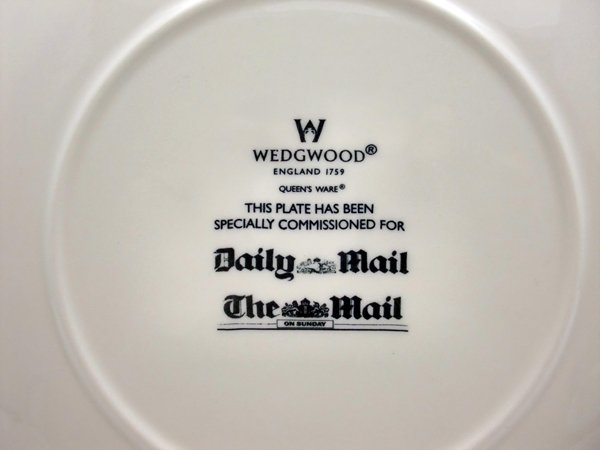 W
WEDGWOOD®
ENGLAND 1759
QUEEN'S WARE®
THIS PLATE HAS BEEN
SPECIALLY COMMISSIONED FOR
Daily Mail
The Mail
ON SUNDAY